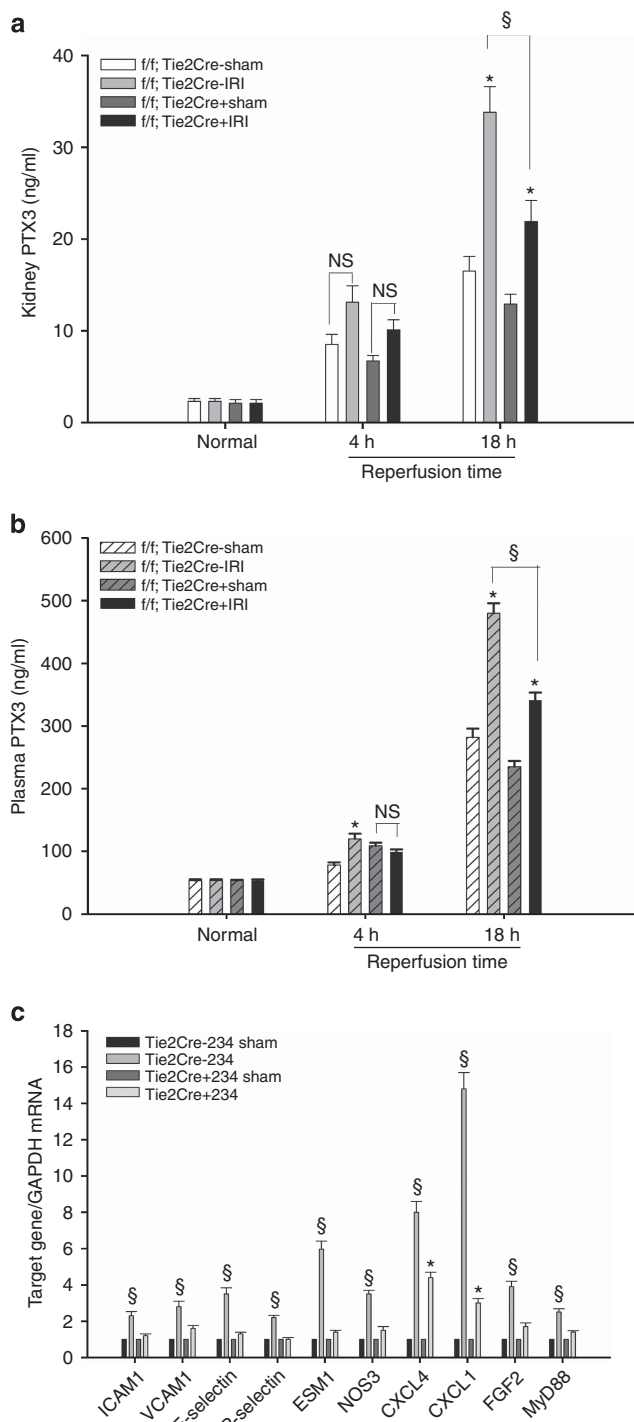 a
§
40
f/f; Tie2Cre-sham
f/f; Tie2Cre-IRI
f/f; Tie2Cre+sham
f/f; Tie2Cre+IRI
*
30
Kidney PTX3 (ng/ml)
*
20
NS
NS
10
0
Normal
4 h
18 h
Reperfusion time
b
600
f/f; Tie2Cre-sham
f/f; Tie2Cre-IRI
f/f; Tie2Cre+sham
f/f; Tie2Cre+IRI
§
500
*
400
Plasma PTX3 (ng/ml)
*
300
200
NS
*
100
0
Normal
4 h
18 h
Reperfusion time
c
18
Tie2Cre-234 sham
Tie2Cre-234
Tie2Cre+234 sham
Tie2Cre+234
§
16
14
12
Target gene/GAPDH mRNA
10
§
8
§
6
*
§
§
§
4
*
§
§
§
§
2
0
ICAM1
VCAM1
E-selectin
P-selectin
ESM1
NOS3
CXCL4
CXCL1
FGF2
MyD88